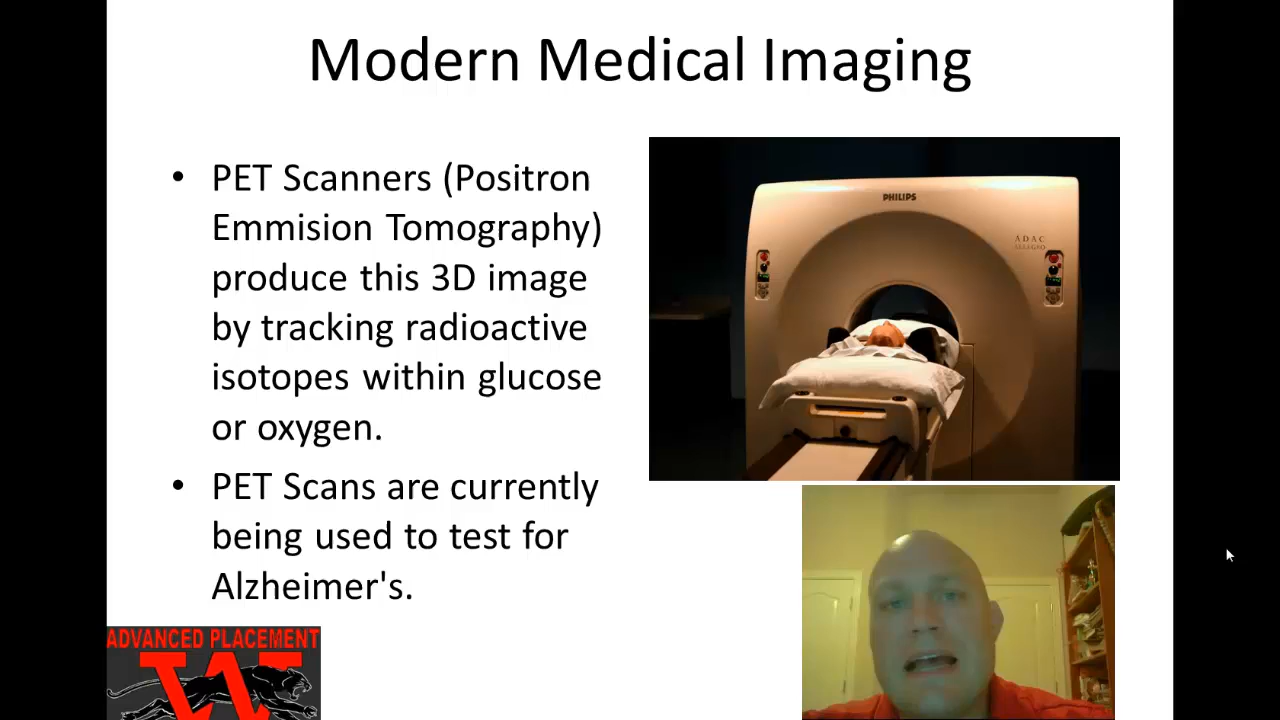 Modern Medical Imaging
• PET Scanners (Positron
Emmision Tomography)
produce this 3D image
by tracking radioactive
isotopes within glucose
or oxygen.
• PET Scans are currently
being used to test for
Alzheimer's.
PHILIPS
ADAC
ALLEGRO
ADVANCED PLACEMENT
W